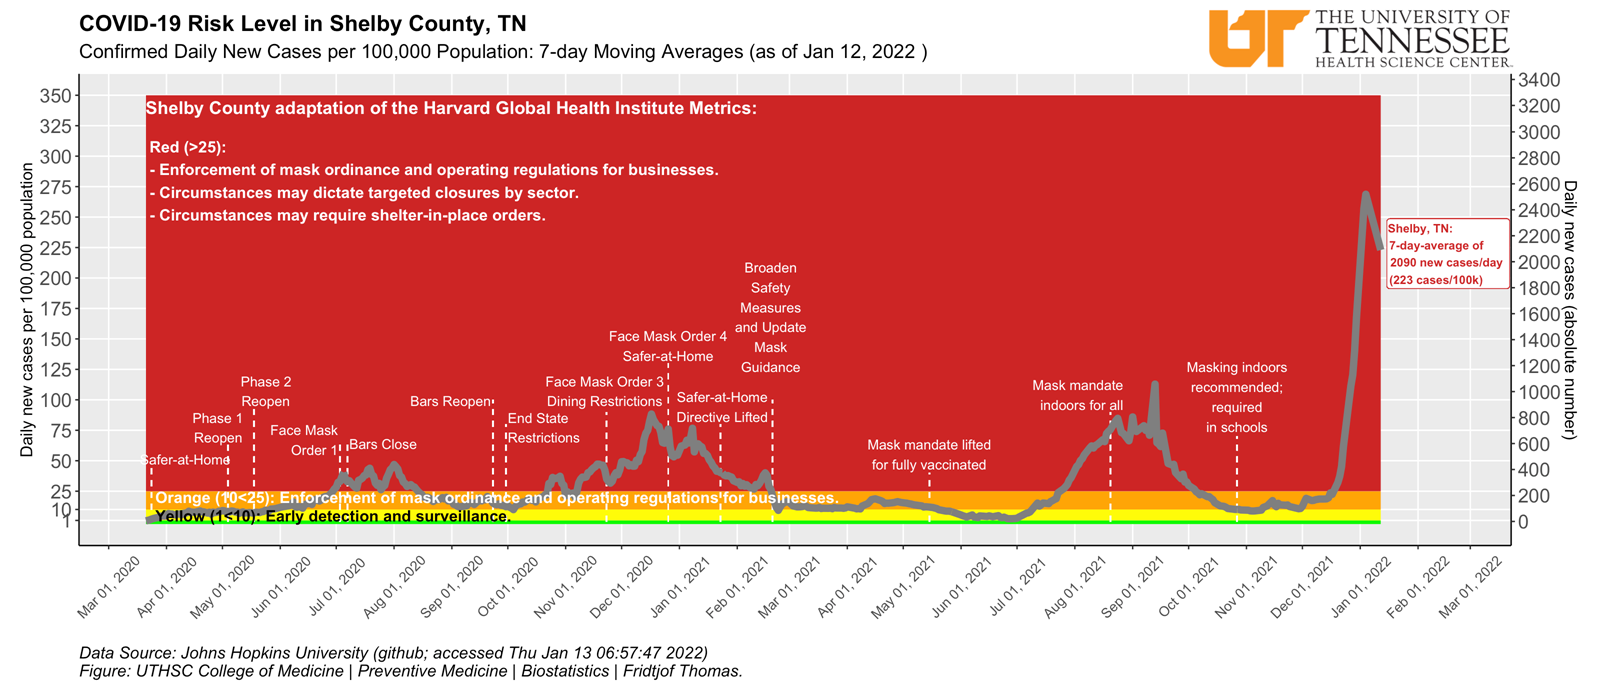 COVID-19 Risk Level in Shelby County, TN
Confirmed Daily New Cases per 100,000 Population: 7-day Moving Averages (as of Jan 12, 2022 )
UT
THE UNIVERSITY OF
TENNESSEE
HEALTH SCIENCE CENTER
Shelby County adaptation of the Harvard Global Health Institute Metrics:
Red (>25):
- Enforcement of mask ordinance and operating regulations for businesses.
- Circumstances may dictate targeted closures by sector.
- Circumstances may require shelter-in-place orders.
Daily new cases per 100,000 population
350
325
300
275
250
225
200
175
150
125
100
75
50
25
10
1
Safer-at-Home
Phase 1
Reopen
Phase 2
Reopen
Face Mask
Order 1
Bars Close
Bars Reopen
End State
Restrictions
Face Mask Order 3
Dining Restrictions
Face Mask Order 4
Safer-at-Home
Safer-at-Home
Directive Lifted
Broaden
Safety
Measures
and Update
Mask
Guidance
Mask mandate lifted
for fully vaccinated
Mask mandate
indoors for all
Masking indoors
recommended;
required
in schools
Orange (10<25): Enforcement of mask ordinance and operating regulations for businesses.
Yellow (1<10): Early detection and surveillance.
Shelby, TN:
7-day-average of
2090 new cases/day
(223 cases/100k)
3400
3200
3000
2800
2600
2400
2200
2000
1800
1600
1400
1200
1000
800
600
400
200
0
Daily new cases (absolute number)
Mar 01, 2020
Apr 01, 2020
May 01, 2020
Jun 01, 2020
Jul 01, 2020
Aug 01, 2020
Sep 01, 2020
Oct 01, 2020
Nov 01, 2020
Dec 01, 2020
Jan 01, 2021
Feb 01, 2021
Mar 01, 2021
Apr 01, 2021
May 01, 2021
Jun 01, 2021
Jul 01, 2021
Aug 01, 2021
Sep 01, 2021
Oct 01, 2021
Nov 01, 2021
Dec 01, 2021
Jan 01, 2022
Feb 01, 2022
Mar 01, 2022
Data Source: Johns Hopkins University (github; accessed Thu Jan 13 06:57:47 2022)
Figure: UTHSC College of Medicine | Preventive Medicine | Biostatistics | Fridtjof Thomas.